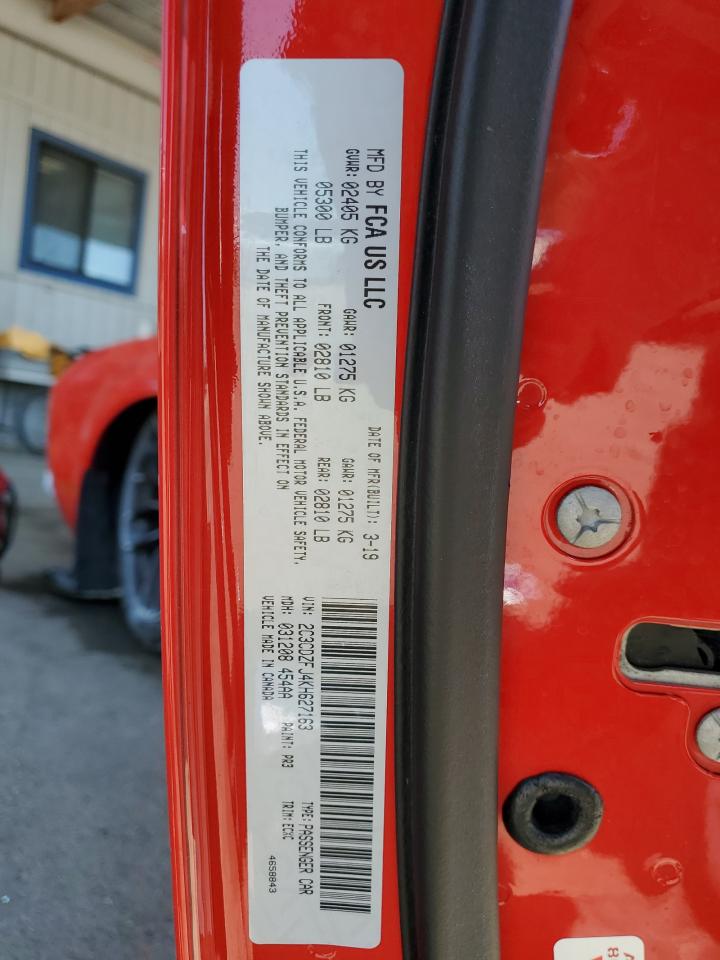 MFD BY FCA US LLC
DATE OF MFR(BUILT): 3-19
GVWR: 02405 KG GAWR: 01275 KG GAWR: 01275 KG
05300 LB FRONT: 02810 LB REAR: 02810 LB
THIS VEHICLE CONFORMS TO ALL APPLICABLE U.S.A. FEDERAL MOTOR VEHICLE SAFETY,
BUMPER, AND THEFT PREVENTION STANDARDS IN EFFECT ON
THE DATE OF MANUFACTURE SHOWN ABOVE.
VIN: 2C3CDZFJ4KH627163 TYPE: PASSENGER CAR
MDH: 031208 454AA PAINT: PR3 TRIM: ECXC
VEHICLE MADE IN CANADA 4658843
A
8